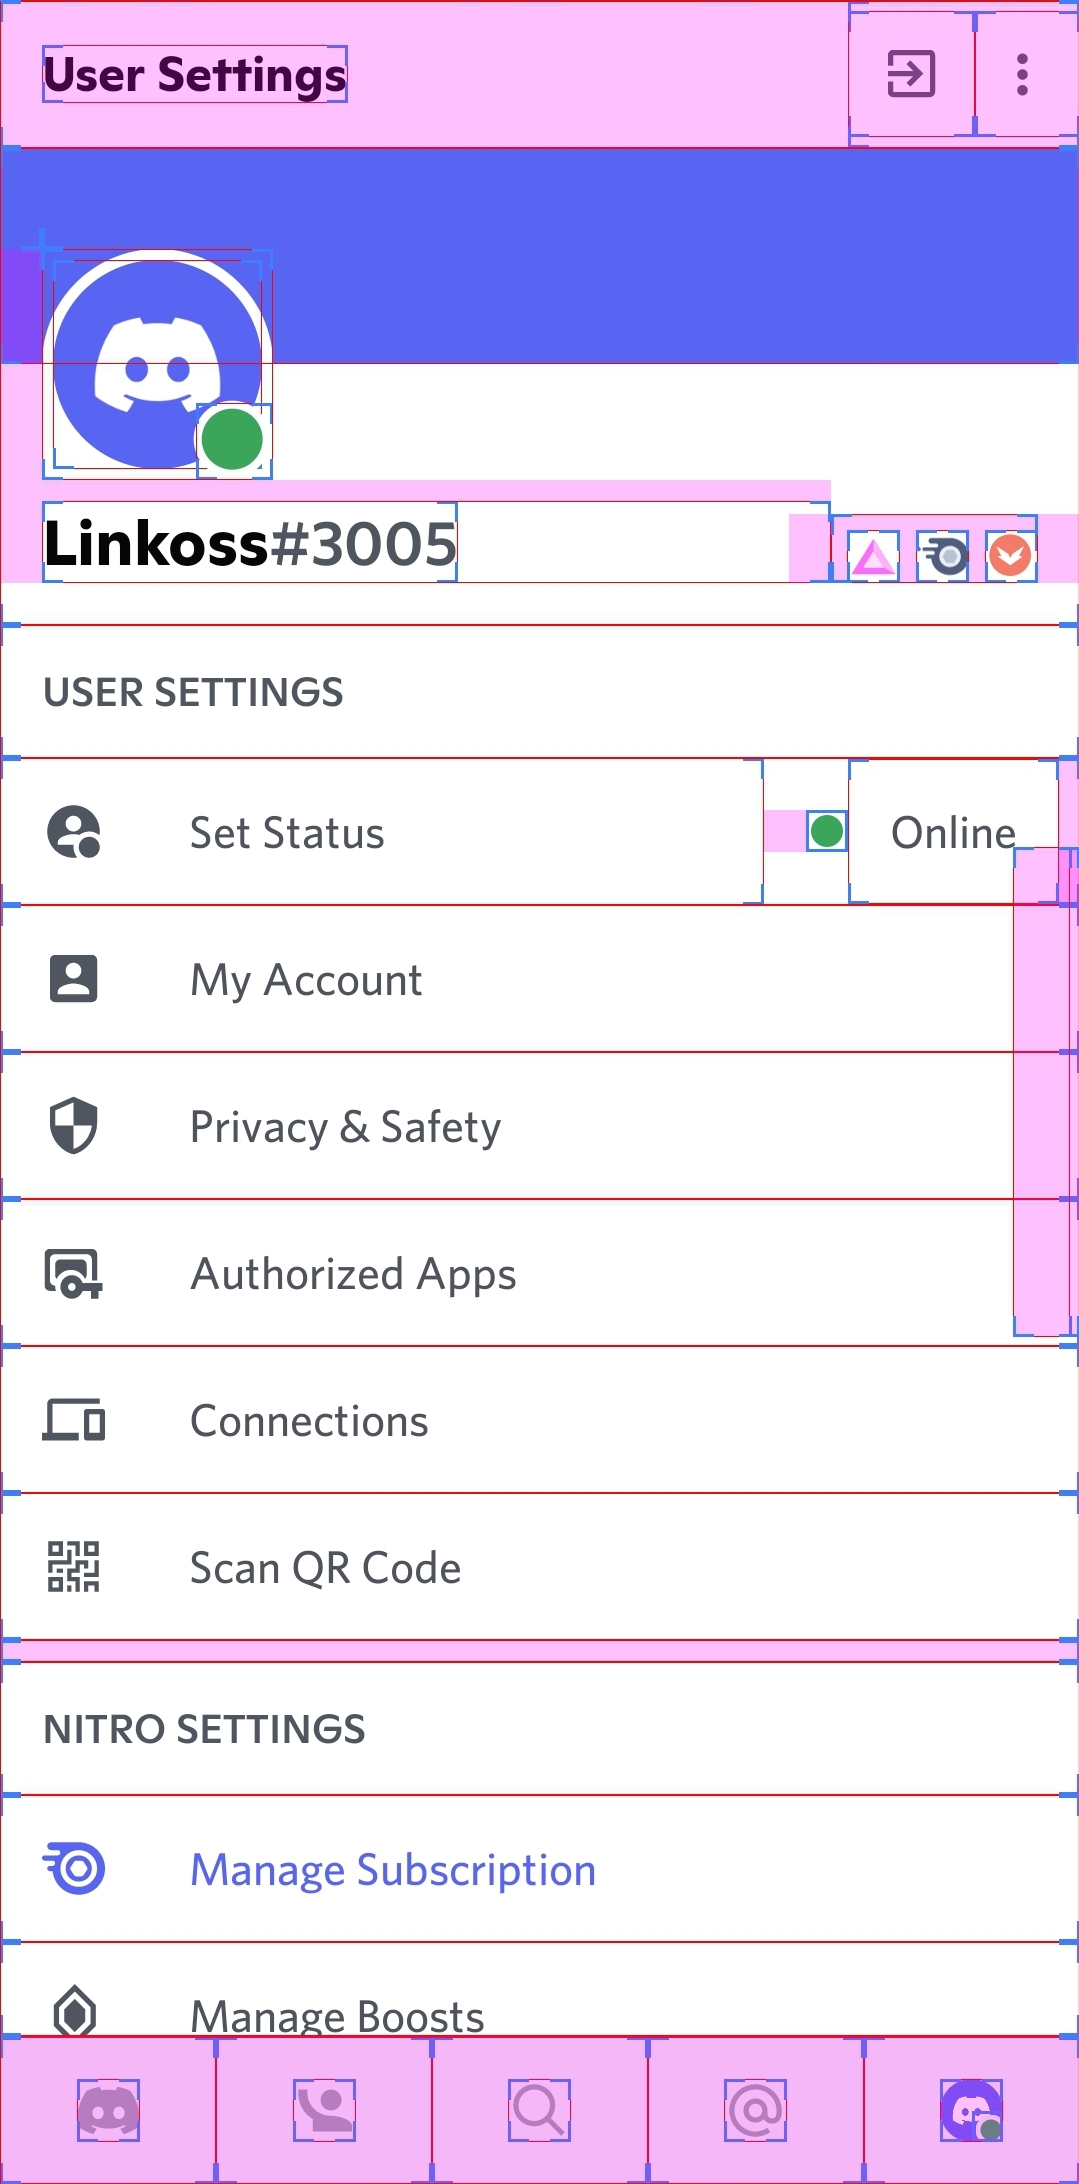 User Settings
Linkoss#3005
USER SETTINGS
Set Status
Online
My Account
Privacy & Safety
Authorized Apps
Connections
Scan QR Code
NITRO SETTINGS
Manage Subscription
Manage Boosts